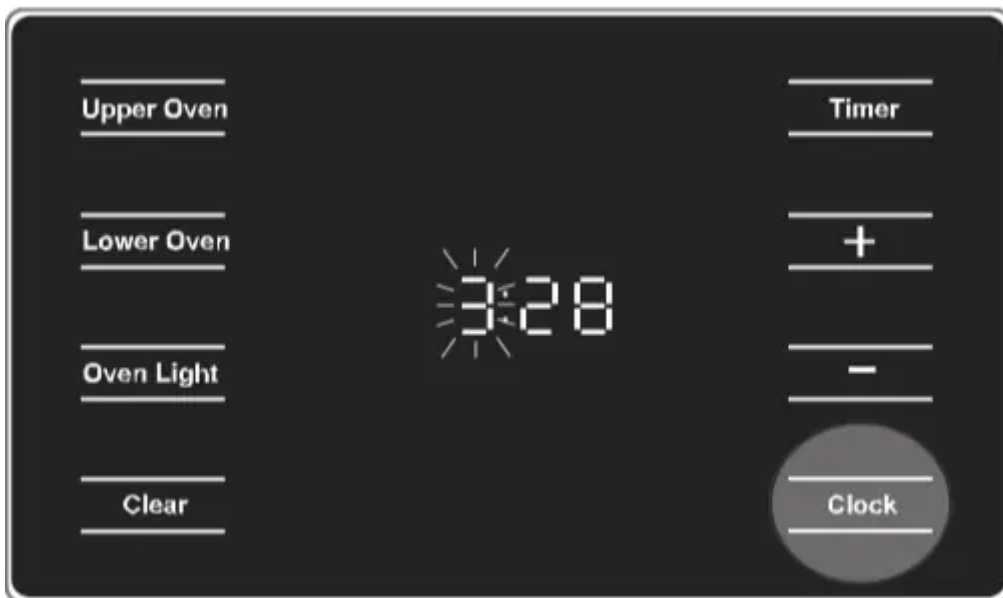 Upper Oven
Timer
Lower Oven
+
3:28
Oven Light
-
Clear
Clock